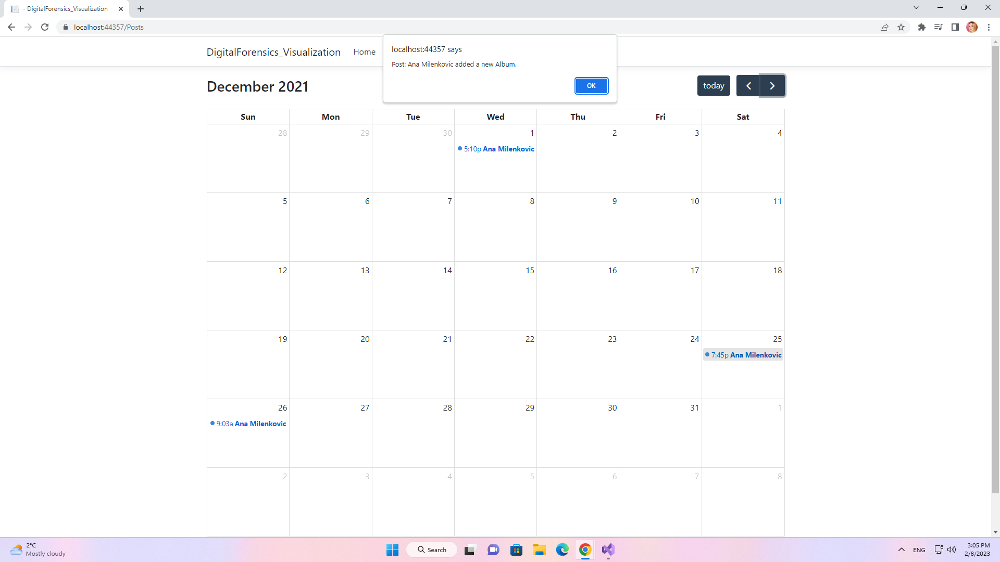 - DigitalForensics_Visualization
localhost:44357/Posts
DigitalForensics_Visualization Home
localhost:44357 says
Post: Ana Milenkovic added a new Album.
OK
December 2021
today
Sun Mon Tue Wed Thu Fri Sat
28 29 30 1 2 3 4
5:10p Ana Milenkovic
5 6 7 8 9 10 11
12 13 14 15 16 17 18
19 20 21 22 23 24 25
7:45p Ana Milenkovic
26 27 28 29 30 31 1
9:03a Ana Milenkovic
2 3 4 5 6 7 8
2°C
Mostly cloudy
Search
ENG
3:05 PM
2/8/2023